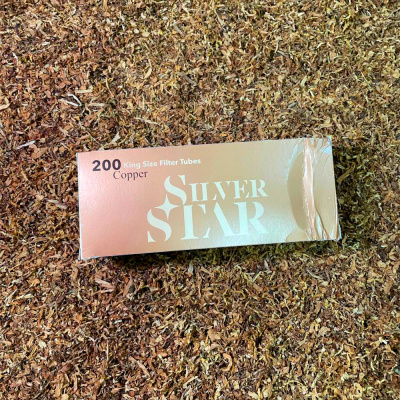 200 King Size Filter Tubes
Copper
SILVER
STAR